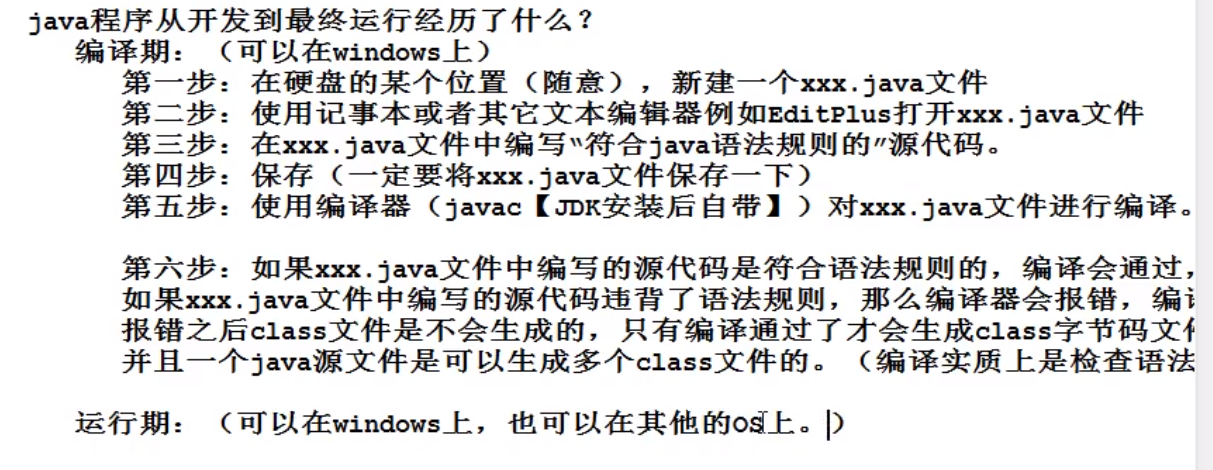 java程序从开发到最终运行经历了什么？
编译期：（可以在windows上）
第一步：在硬盘的某个位置（随意），新建一个xxx.java文件
第二步：使用记事本或者其它文本编辑器例如EditPlus打开xxx.java文件
第三步：在xxx.java文件中编写“符合java语法规则的”源代码。
第四步：保存（一定要将xxx.java文件保存一下）
第五步：使用编译器（javac【JDK安装后自带】）对xxx.java文件进行编译。
第六步：如果xxx.java文件中编写的源代码是符合语法规则的，编译会通过，
如果xxx.java文件中编写的源代码违背了语法规则，那么编译器会报错，编
报错之后class文件是不会生成的，只有编译通过了才会生成class字节码文
并且一个java源文件是可以生成多个class文件的。（编译实质上是检查语法
运行期：（可以在windows上，也可以在其他的OS上。）